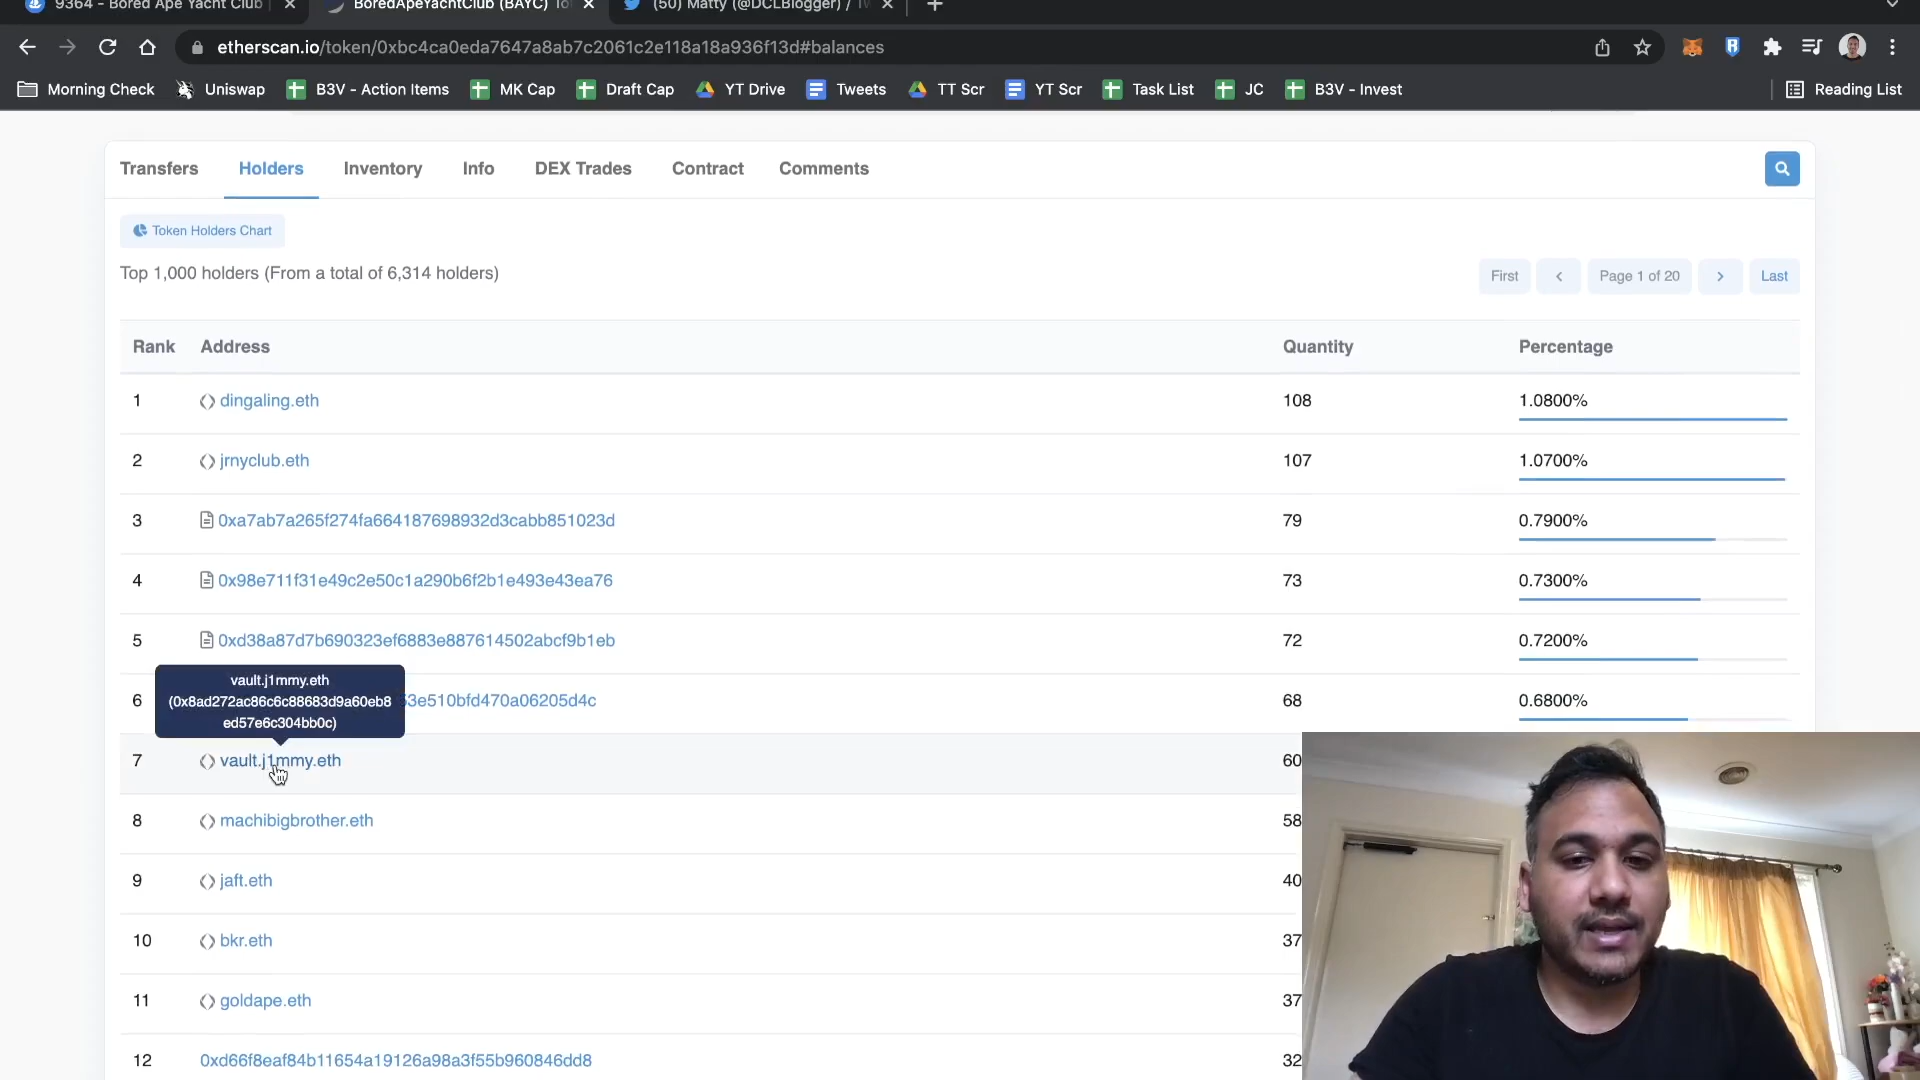 9364 - Bored Ape Yacht Club
BoredApeYachtClub (BAYC) To
(50) Matty (@DCLBlogger) / Tw
etherscan.io/token/0xbc4ca0eda7647a8ab7c2061c2e118a18a936f13d#balances
Morning Check Uniswap B3V - Action Items MK Cap Draft Cap YT Drive Tweets TT Scr YT Scr Task List JC B3V - Invest Reading List
Transfers Holders Inventory Info DEX Trades Contract Comments
Token Holders Chart
Top 1,000 holders (From a total of 6,314 holders)
First < Page 1 of 20 > Last
Rank Address Quantity Percentage
1 dingaling.eth 108 1.0800%
2 jrnyclub.eth 107 1.0700%
3 0xa7ab7a265f274fa664187698932d3cabb851023d 79 0.7900%
4 0x98e711f31e49c2e50c1a290b6f2b1e493e43ea76 73 0.7300%
5 0xd38a87d7b690323ef6883e887614502abcf9b1eb 72 0.7200%
vault.j1mmy.eth
(0x8ad272ac86c6c88683d9a60eb8
ed57e6c304bb0c)
6 53e510bfd470a06205d4c 68 0.6800%
7 vault.j1mmy.eth 60
8 machibigbrother.eth 58
9 jaft.eth 40
10 bkr.eth 37
11 goldape.eth 37
12 0xd66f8eaf84b11654a19126a98a3f55b960846dd8 32